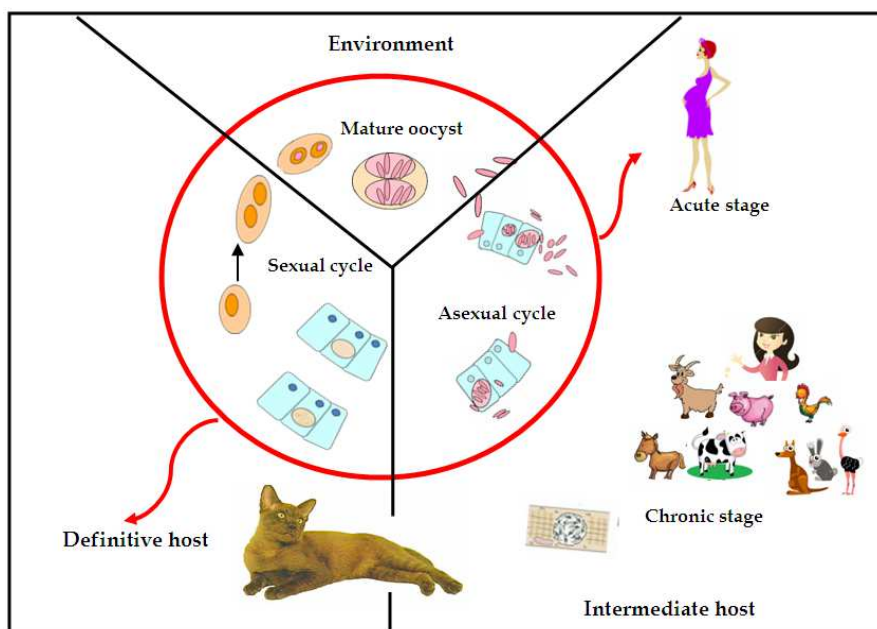 Environment
Mature oocyst
Acute stage
Sexual cycle
Asexual cycle
Chronic stage
Definitive host
Intermediate host